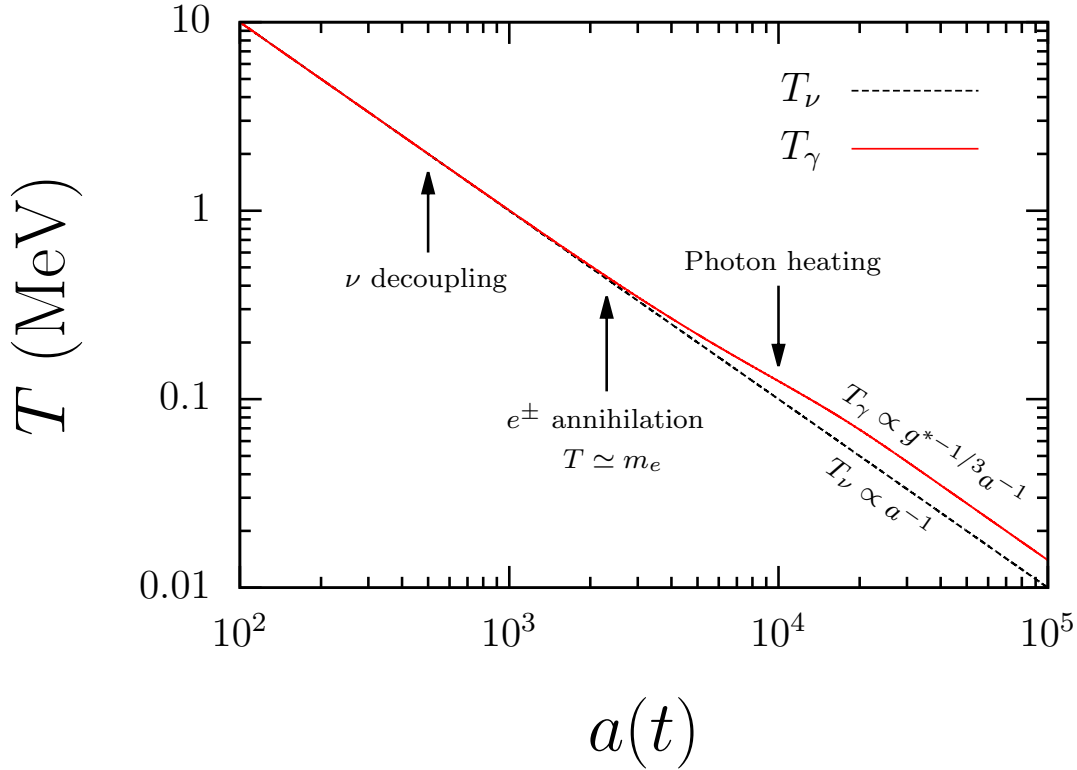 T (MeV)
10
1
0.1
0.01
T_ν
T_γ
ν decoupling
Photon heating
e^± annihilation
T ≃ m_e
T_γ ∝ g^{*−1/3}a^{−1}
T_ν ∝ a^{−1}
10^2
10^3
10^4
10^5
a(t)